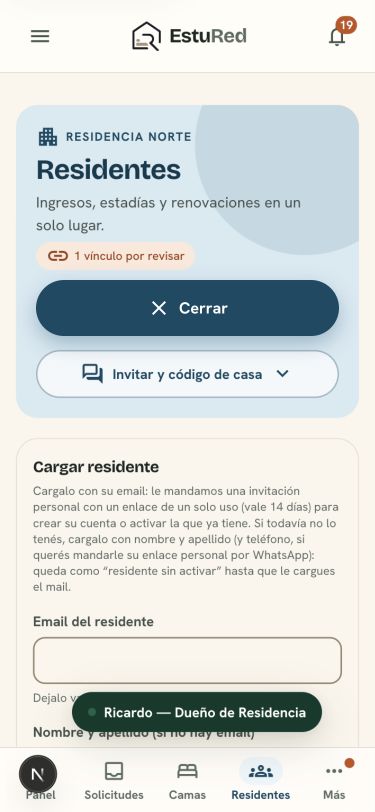 EstuRed
19
RESIDENCIA NORTE
Residentes
Ingresos, estadías y renovaciones en un
solo lugar.
1 vínculo por revisar
Cerrar
Invitar y código de casa
Cargar residente
Cargalo con su email: le mandamos una invitación
personal con un enlace de un solo uso (vale 14 días) para
crear su cuenta o activar la que ya tiene. Si todavía no lo
tenés, cargalo con nombre y apellido (y teléfono, si
querés mandarle su enlace personal por WhatsApp):
queda como “residente sin activar” hasta que le cargues
el mail.
Email del residente
Dejalo
Ricardo — Dueño de Residencia
Nombre y apellido (si no hay email)
N
Panel
Solicitudes
Camas
Residentes
Más